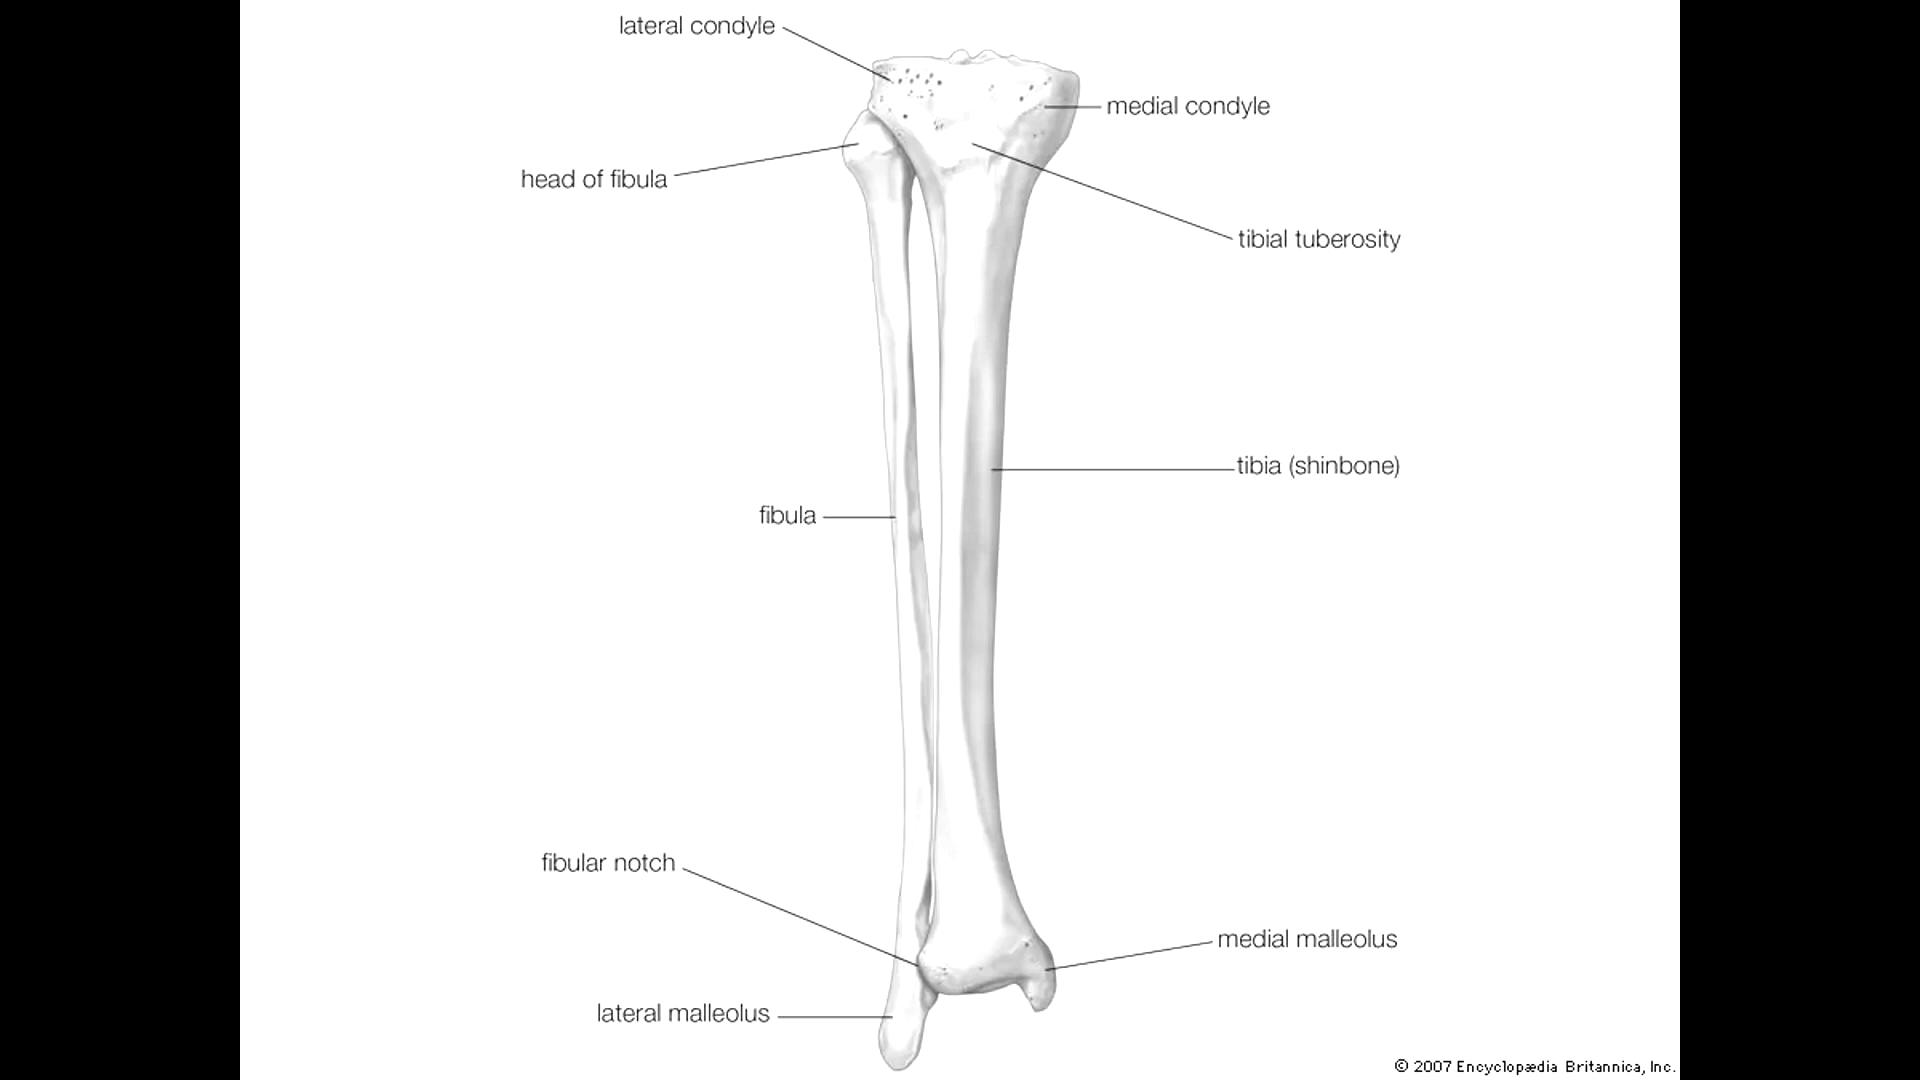 lateral condyle
medial condyle
head of fibula
tibial tuberosity
tibia (shinbone)
fibula
fibular notch
medial malleolus
lateral malleolus
© 2007 Encyclopædia Britannica, Inc.